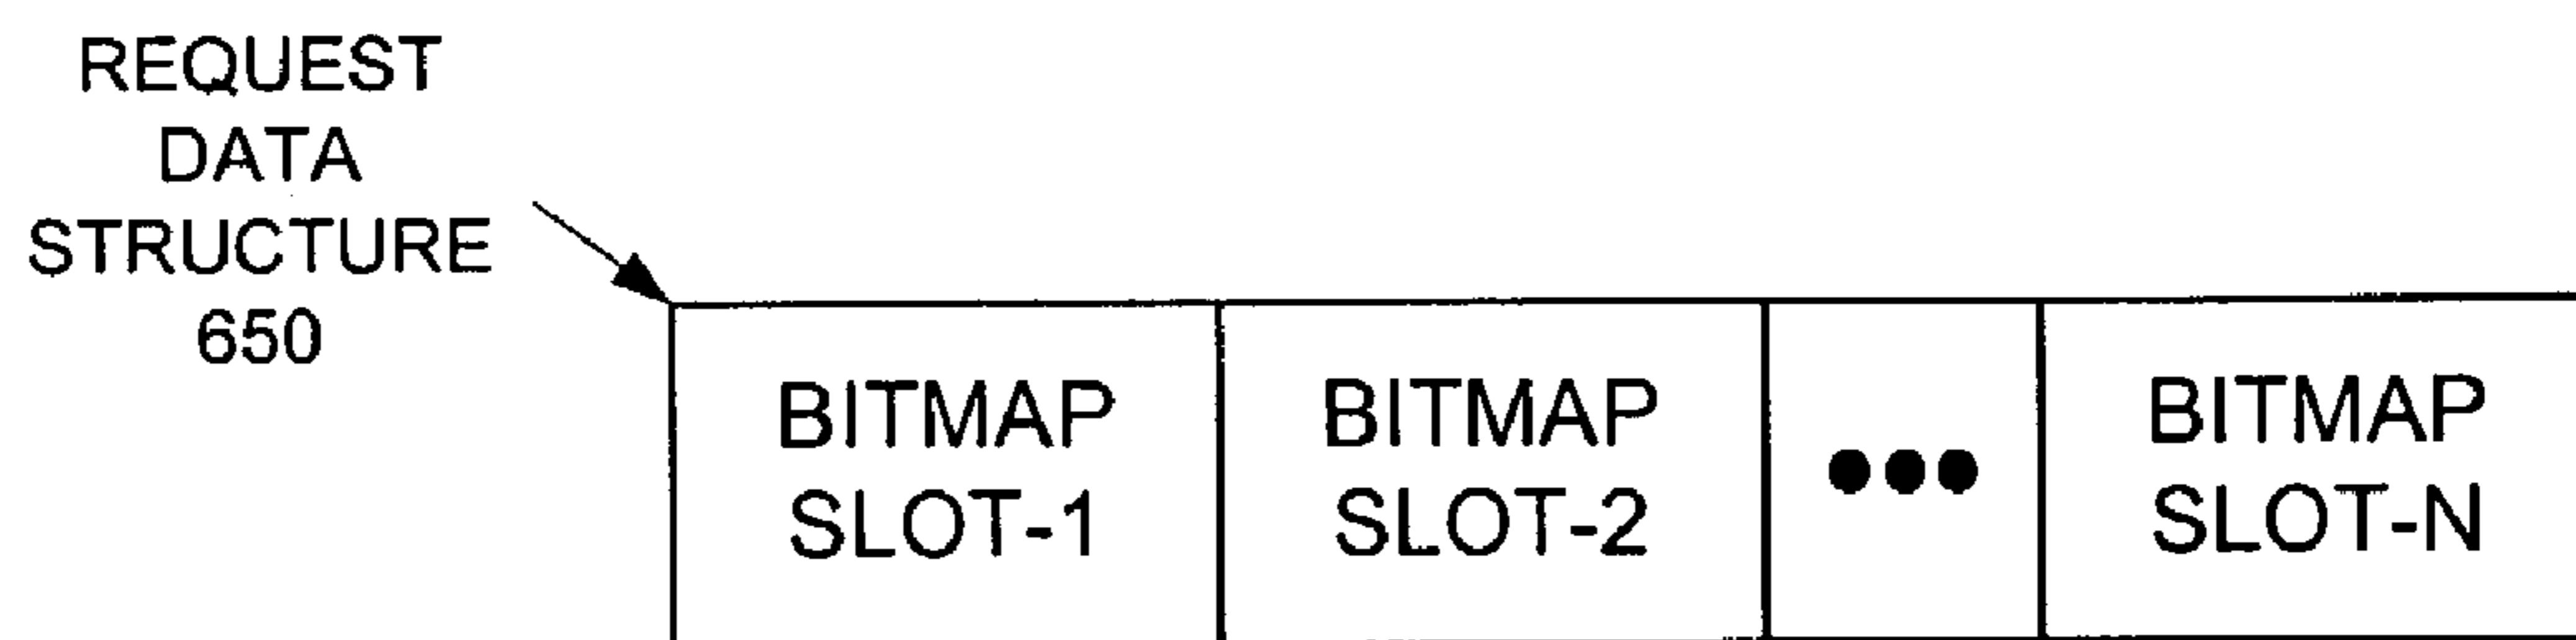 REQUEST
DATA
STRUCTURE
650
BITMAP
SLOT-1
BITMAP
SLOT-2
●●●
BITMAP
SLOT-N